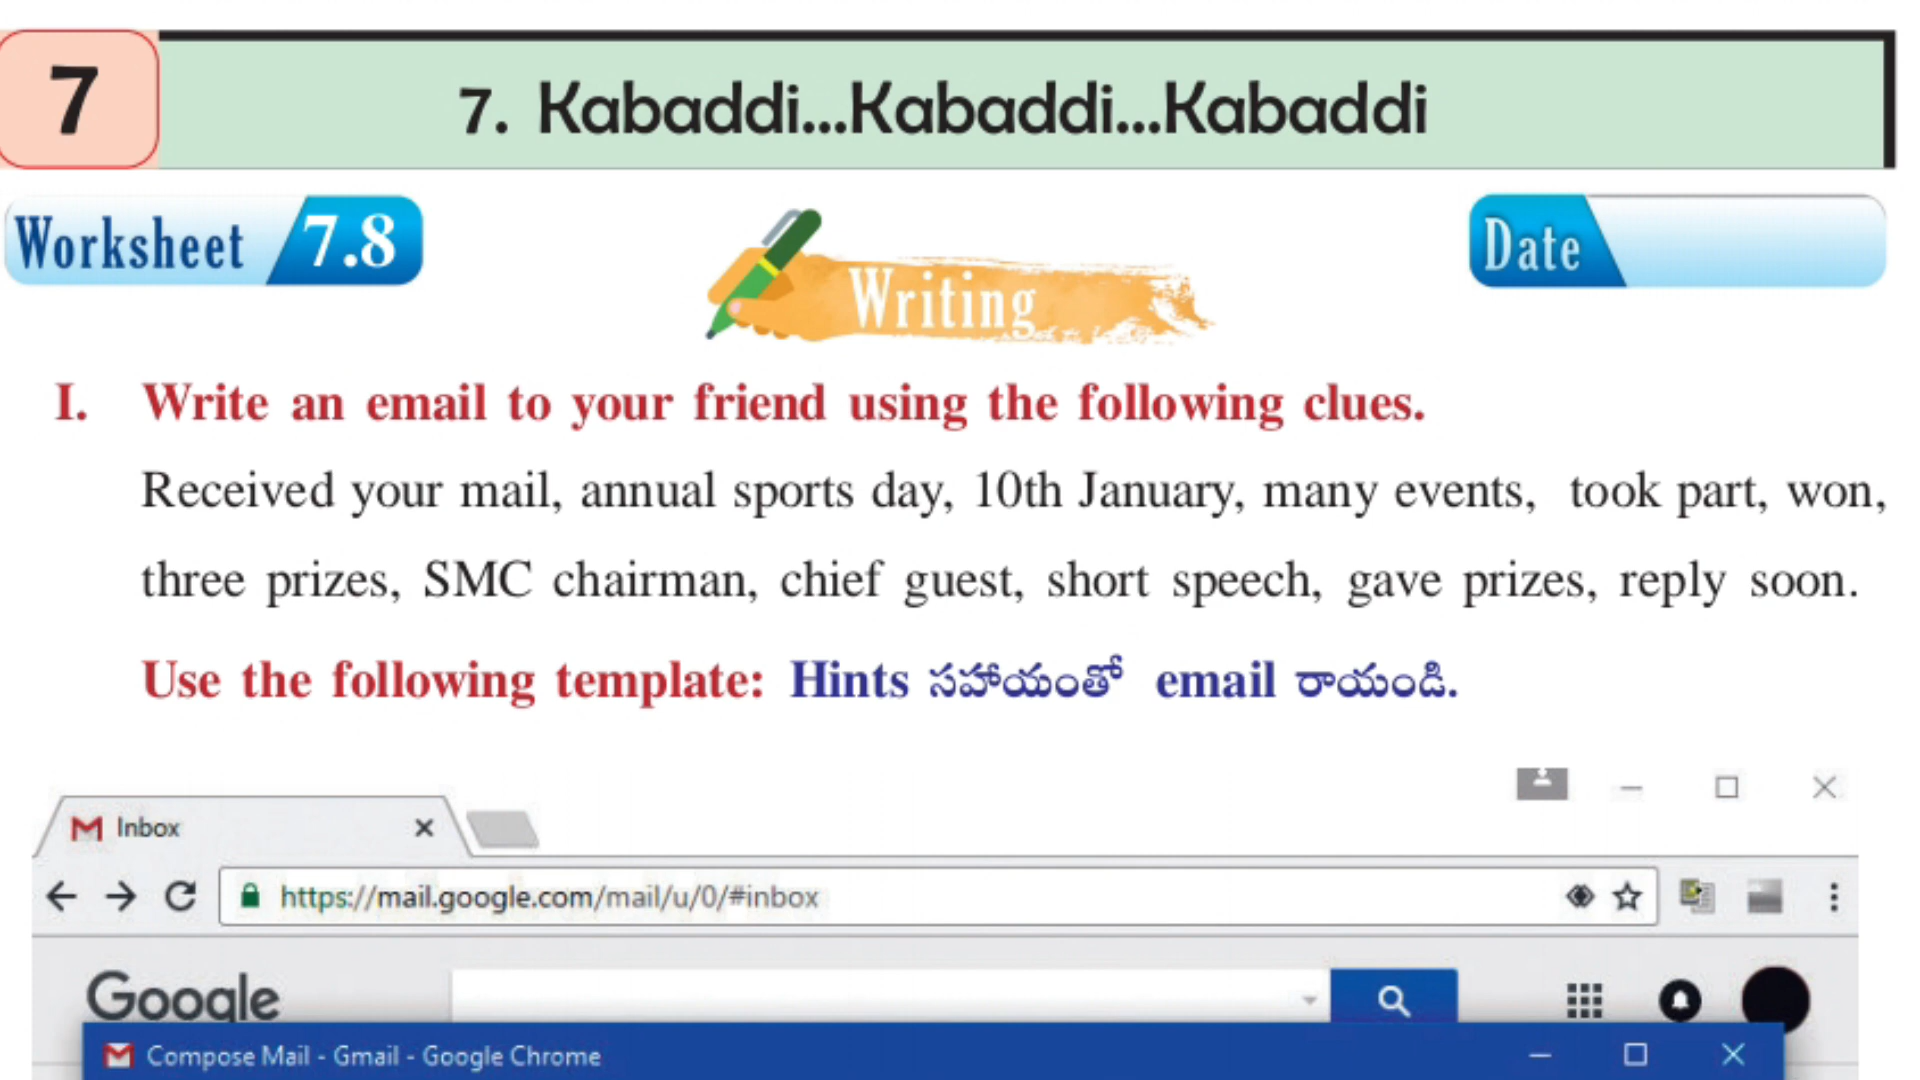 7
7. Kabaddi...Kabaddi...Kabaddi
Worksheet 7.8
Writing
Date
I. Write an email to your friend using the following clues.
Received your mail, annual sports day, 10th January, many events, took part, won,
three prizes, SMC chairman, chief guest, short speech, gave prizes, reply soon.
Use the following template: Hints సహాయంతో email రాయండి.
Inbox
https://mail.google.com/mail/u/0/#inbox
Google
Compose Mail - Gmail - Google Chrome